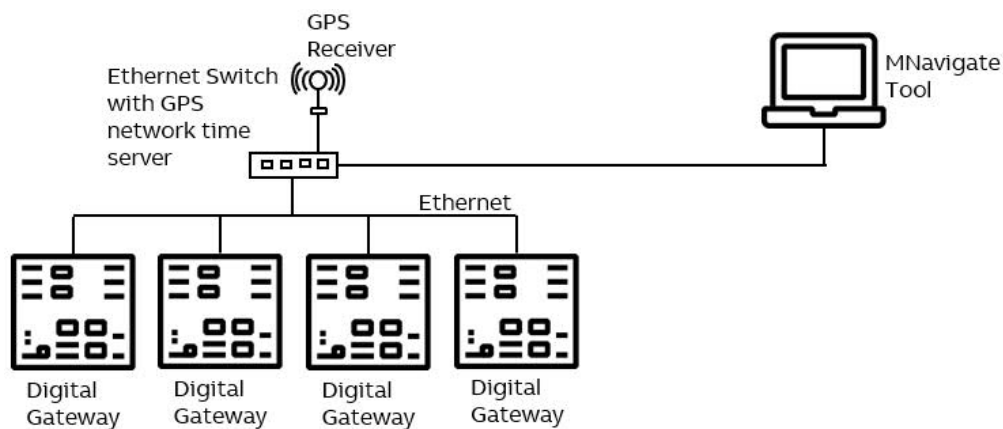 GPS
Receiver
Ethernet Switch
with GPS
network time
server
MNavigate
Tool
Ethernet
Digital
Gateway
Digital
Gateway
Digital
Gateway
Digital
Gateway